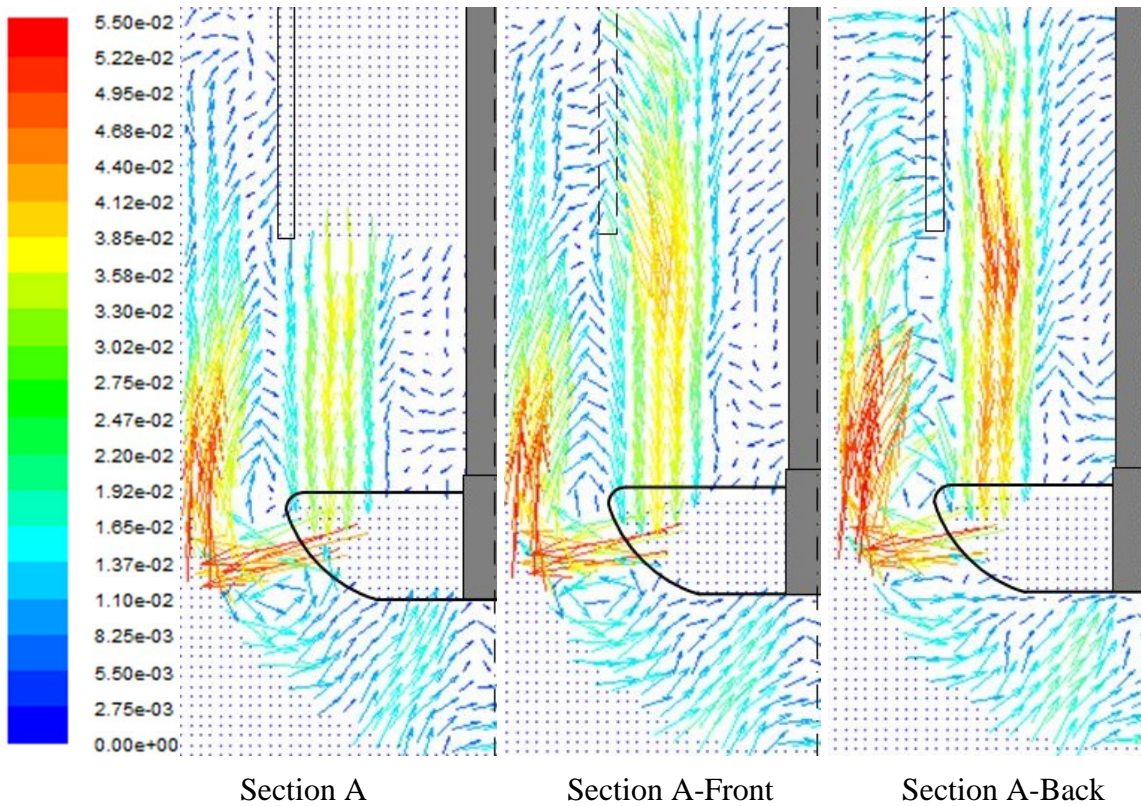 5.50e-02
5.22e-02
4.95e-02
4.68e-02
4.40e-02
4.12e-02
3.85e-02
3.58e-02
3.30e-02
3.02e-02
2.75e-02
2.47e-02
2.20e-02
1.92e-02
1.65e-02
1.37e-02
1.10e-02
8.25e-03
5.50e-03
2.75e-03
0.00e+00
Section A
Section A-Front
Section A-Back